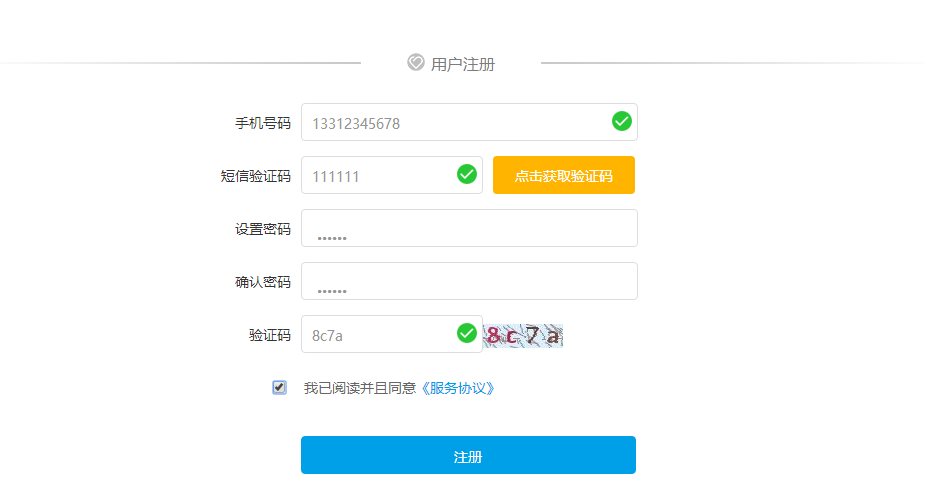 用户注册
手机号码 13312345678
短信验证码 111111 点击获取验证码
设置密码 ......
确认密码 ......
验证码 8c7a 8c7a
我已阅读并且同意《服务协议》
注册